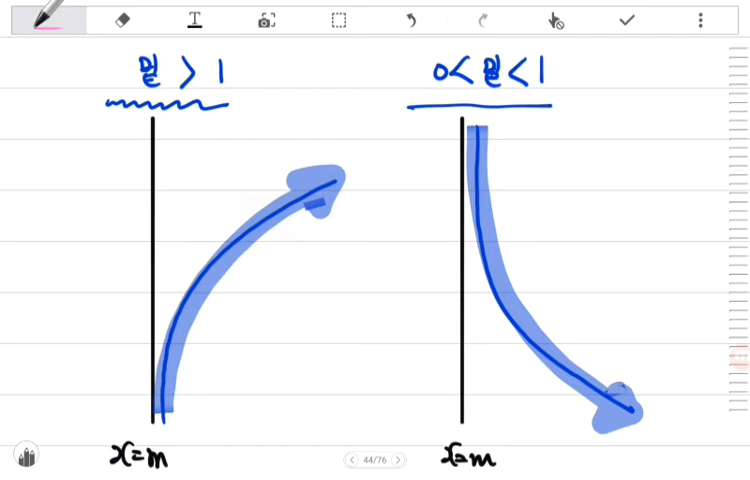 밑 > 1
0 < 밑 < 1
x=m
x=m
44/76